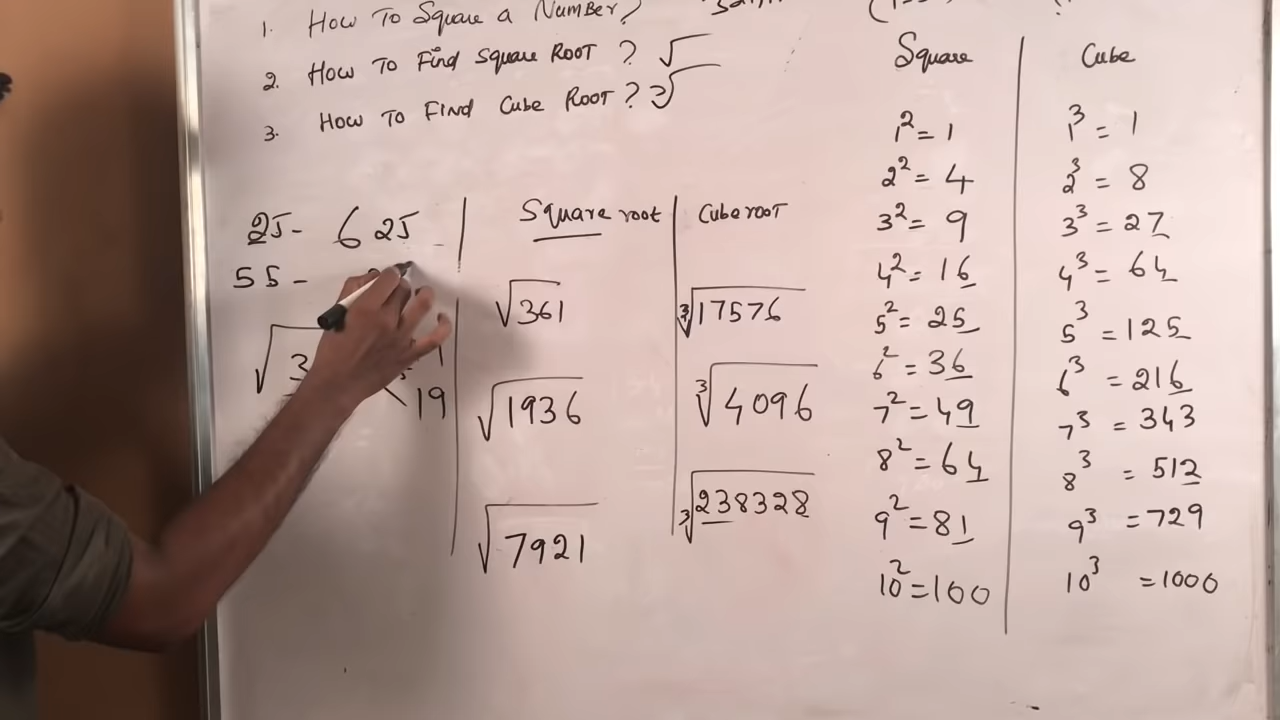 1. How To Square a Number?
2. How To Find Square Root ? √
3. How To Find Cube Root ? 3√
25 - 625
55 -
√3
1
19
Square root
√361
√1936
√7921
Cube root
∛17576
∛4096
∛238328
Square
1² = 1
2² = 4
3² = 9
4² = 16
5² = 25
6² = 36
7² = 49
8² = 64
9² = 81
10² = 100
Cube
1³ = 1
2³ = 8
3³ = 27
4³ = 64
5³ = 125
6³ = 216
7³ = 343
8³ = 512
9³ = 729
10³ = 1000